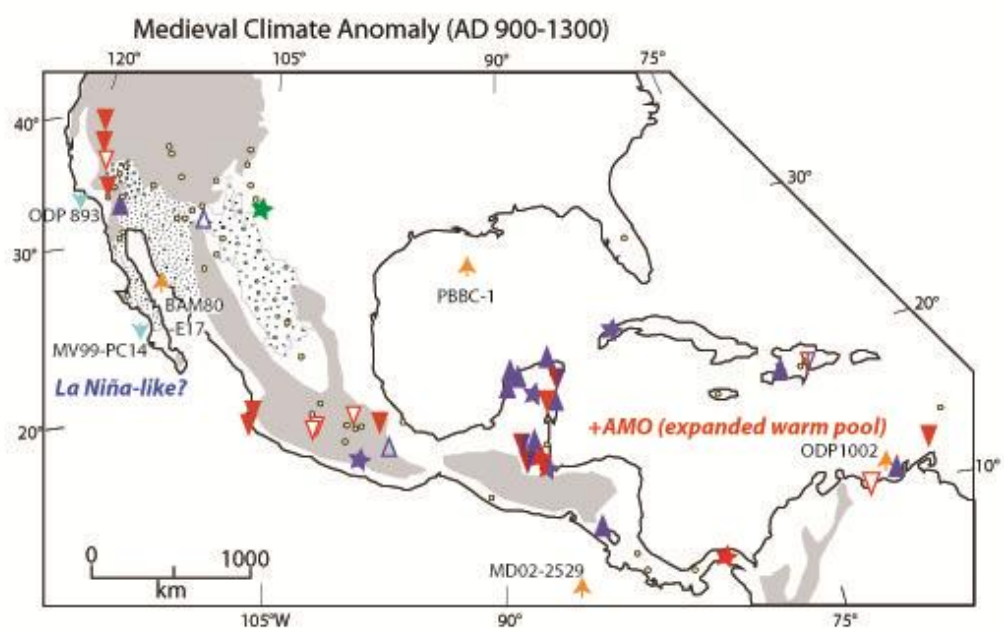 Medieval Climate Anomaly (AD 900-1300)
120°
105°
90°
75°
40°
30°
ODP 893
30°
PBBC-1
BAM80
-E17
20°
MV99-PC14
La Niña-like?
+AMO (expanded warm pool)
20°
ODP1002
10°
0
1000
km
MD02-2529
105°W
90°
75°